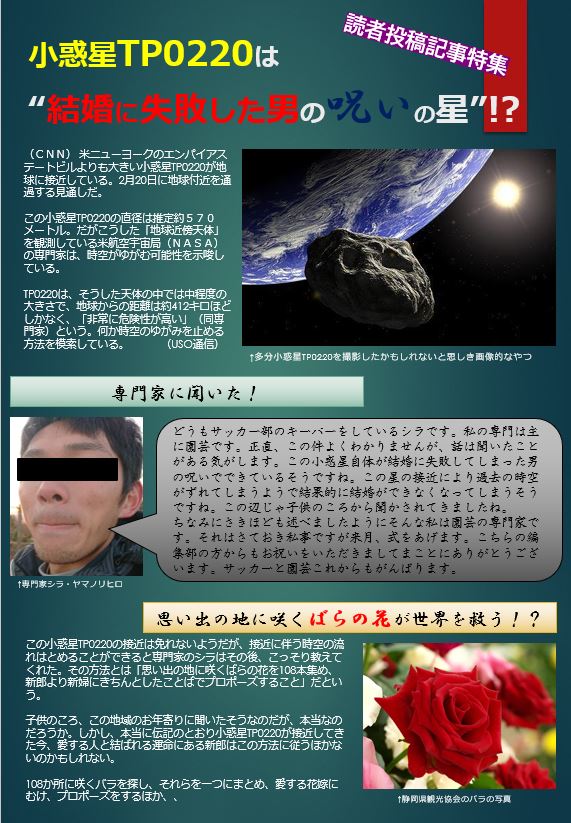 読者投稿記事特集
小惑星TP0220は
“結婚に失敗した男の呪いの星”!?
（ＣＮＮ） 米ニューヨークのエンパイアス
テートビルよりも大きい小惑星TP0220が地
球に接近している。2月20日に地球付近を通
過する見通しだ。
この小惑星TP0220の直径は推定約５７０
メートル。だがこうした「地球近傍天体」
を観測している米航空宇宙局（ＮＡＳＡ）
の専門家は、時空がゆがむ可能性を示唆し
ている。
TP0220は、そうした天体の中では中程度の
大きさで、地球からの距離は約412キロほど
しかなく、「非常に危険性が高い」（同専
門家）という。何か時空のゆがみを止める
方法を模索している。 （USO通信）
↑多分小惑星TP0220を撮影したかもしれないと思しき画像的なやつ
専門家に聞いた！
どうもサッカー部のキーパーをしているシラです。私の専門は主
に園芸です。正直、この件よくわかりませんが、話は聞いたこと
がある気がします。この小惑星自体が結婚に失敗してしまった男
の呪いでできているそうですね。この星の接近により過去の時空
がずれてしまうようで結果的に結婚ができなくなってしまうそう
ですね。この辺じゃ子供のころから聞かされてきましたね。
ちなみにさきほども述べましたようにそんな私は園芸の専門家で
す。それはさておき私事ですが来月、式をあげます。こちらの編
集部の方からもお祝いをいただきましてまことにありがとうござ
います。サッカーと園芸これからもがんばります。
↑専門家シラ・ヤマノリヒロ
思い出の地に咲くばらの花が世界を救う！？
この小惑星TP0220の接近は免れないようだが、接近に伴う時空の流
れはとめることができると専門家のシラはその後、こっそり教えて
くれた。その方法とは「思い出の地に咲くばらの花を108本集め、
新郎より新婦にきちんとしたことばでプロポーズすること」だとい
う。
子供のころ、この地域のお年寄りに聞いたそうなのだが、本当なの
だろうか。しかし、本当に伝記のとおり小惑星TP0220が接近してき
た今、愛する人と結ばれる運命にある新郎はこの方法に従うほかな
いのかもしれない。
108か所に咲くバラを探し、それらを一つにまとめ、愛する花嫁に
むけ、プロポーズをするほか、、
↑静岡県観光協会のバラの写真